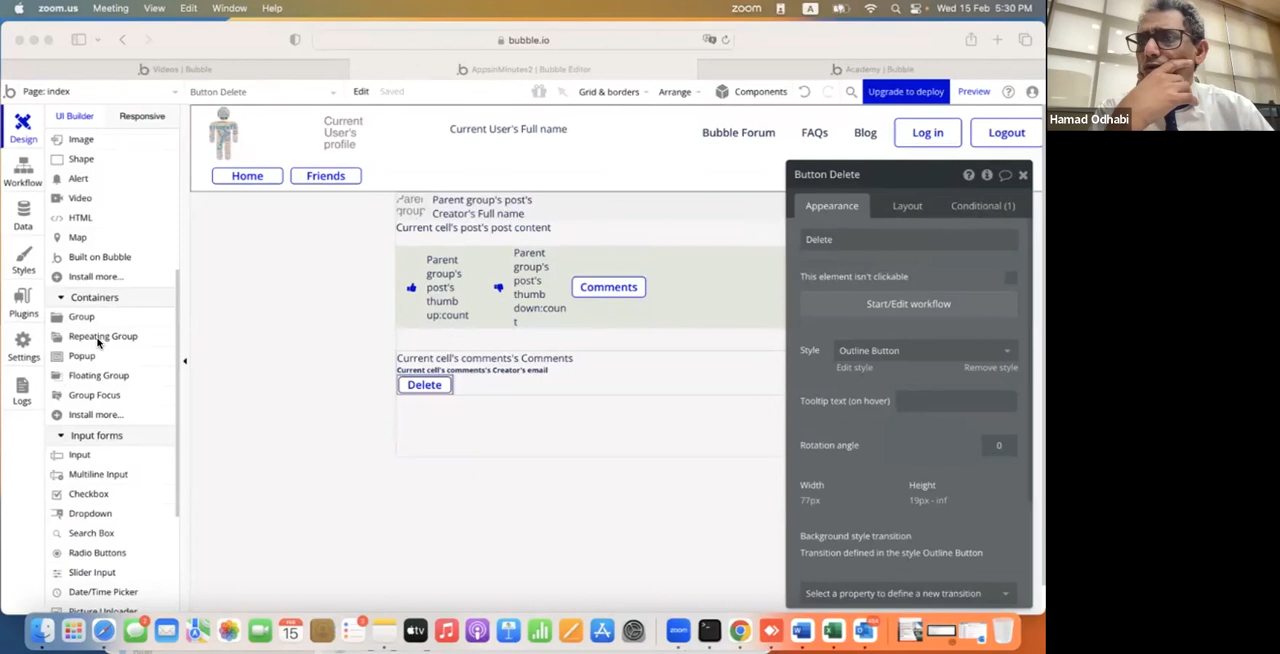 zoom.us Meeting View Edit Window Help
zoom A Wed 15 Feb 5:30 PM
bubble.io
Videos | Bubble
AppsinMinutes2 | Bubble Editor
Academy | Bubble
Page: index
Button Delete
Edit
Saved
Grid & borders
Arrange
Components
Upgrade to deploy
Preview
Design
Workflow
Data
Styles
Plugins
Settings
Logs
UI Builder
Responsive
Image
Shape
Alert
Video
HTML
Map
Built on Bubble
Install more...
Containers
Group
Repeating Group
Popup
Floating Group
Group Focus
Install more...
Input forms
Input
Multiline Input
Checkbox
Dropdown
Search Box
Radio Buttons
Slider Input
Date/Time Picker
Picture Uploader
Current
User's
profile
Current User's Full name
Bubble Forum
FAQs
Blog
Log in
Logout
Home
Friends
Parent
group
Parent group's post's
Creator's Full name
Current cell's post's post content
Parent
group's
post's
thumb
up:count
Parent
group's
post's
thumb
down:coun
t
Comments
Current cell's comments's Comments
Current cell's comments's Creator's email
Delete
Button Delete
Appearance
Layout
Conditional (1)
Delete
This element isn't clickable
Start/Edit workflow
Style
Outline Button
Edit style
Remove style
Tooltip text (on hover)
Rotation angle
0
Width
Height
77px
19px - inf
Background style transition
Transition defined in the style Outline Button
Select a property to define a new transition
Hamad Odhabi
FEB
15
tv
zoom